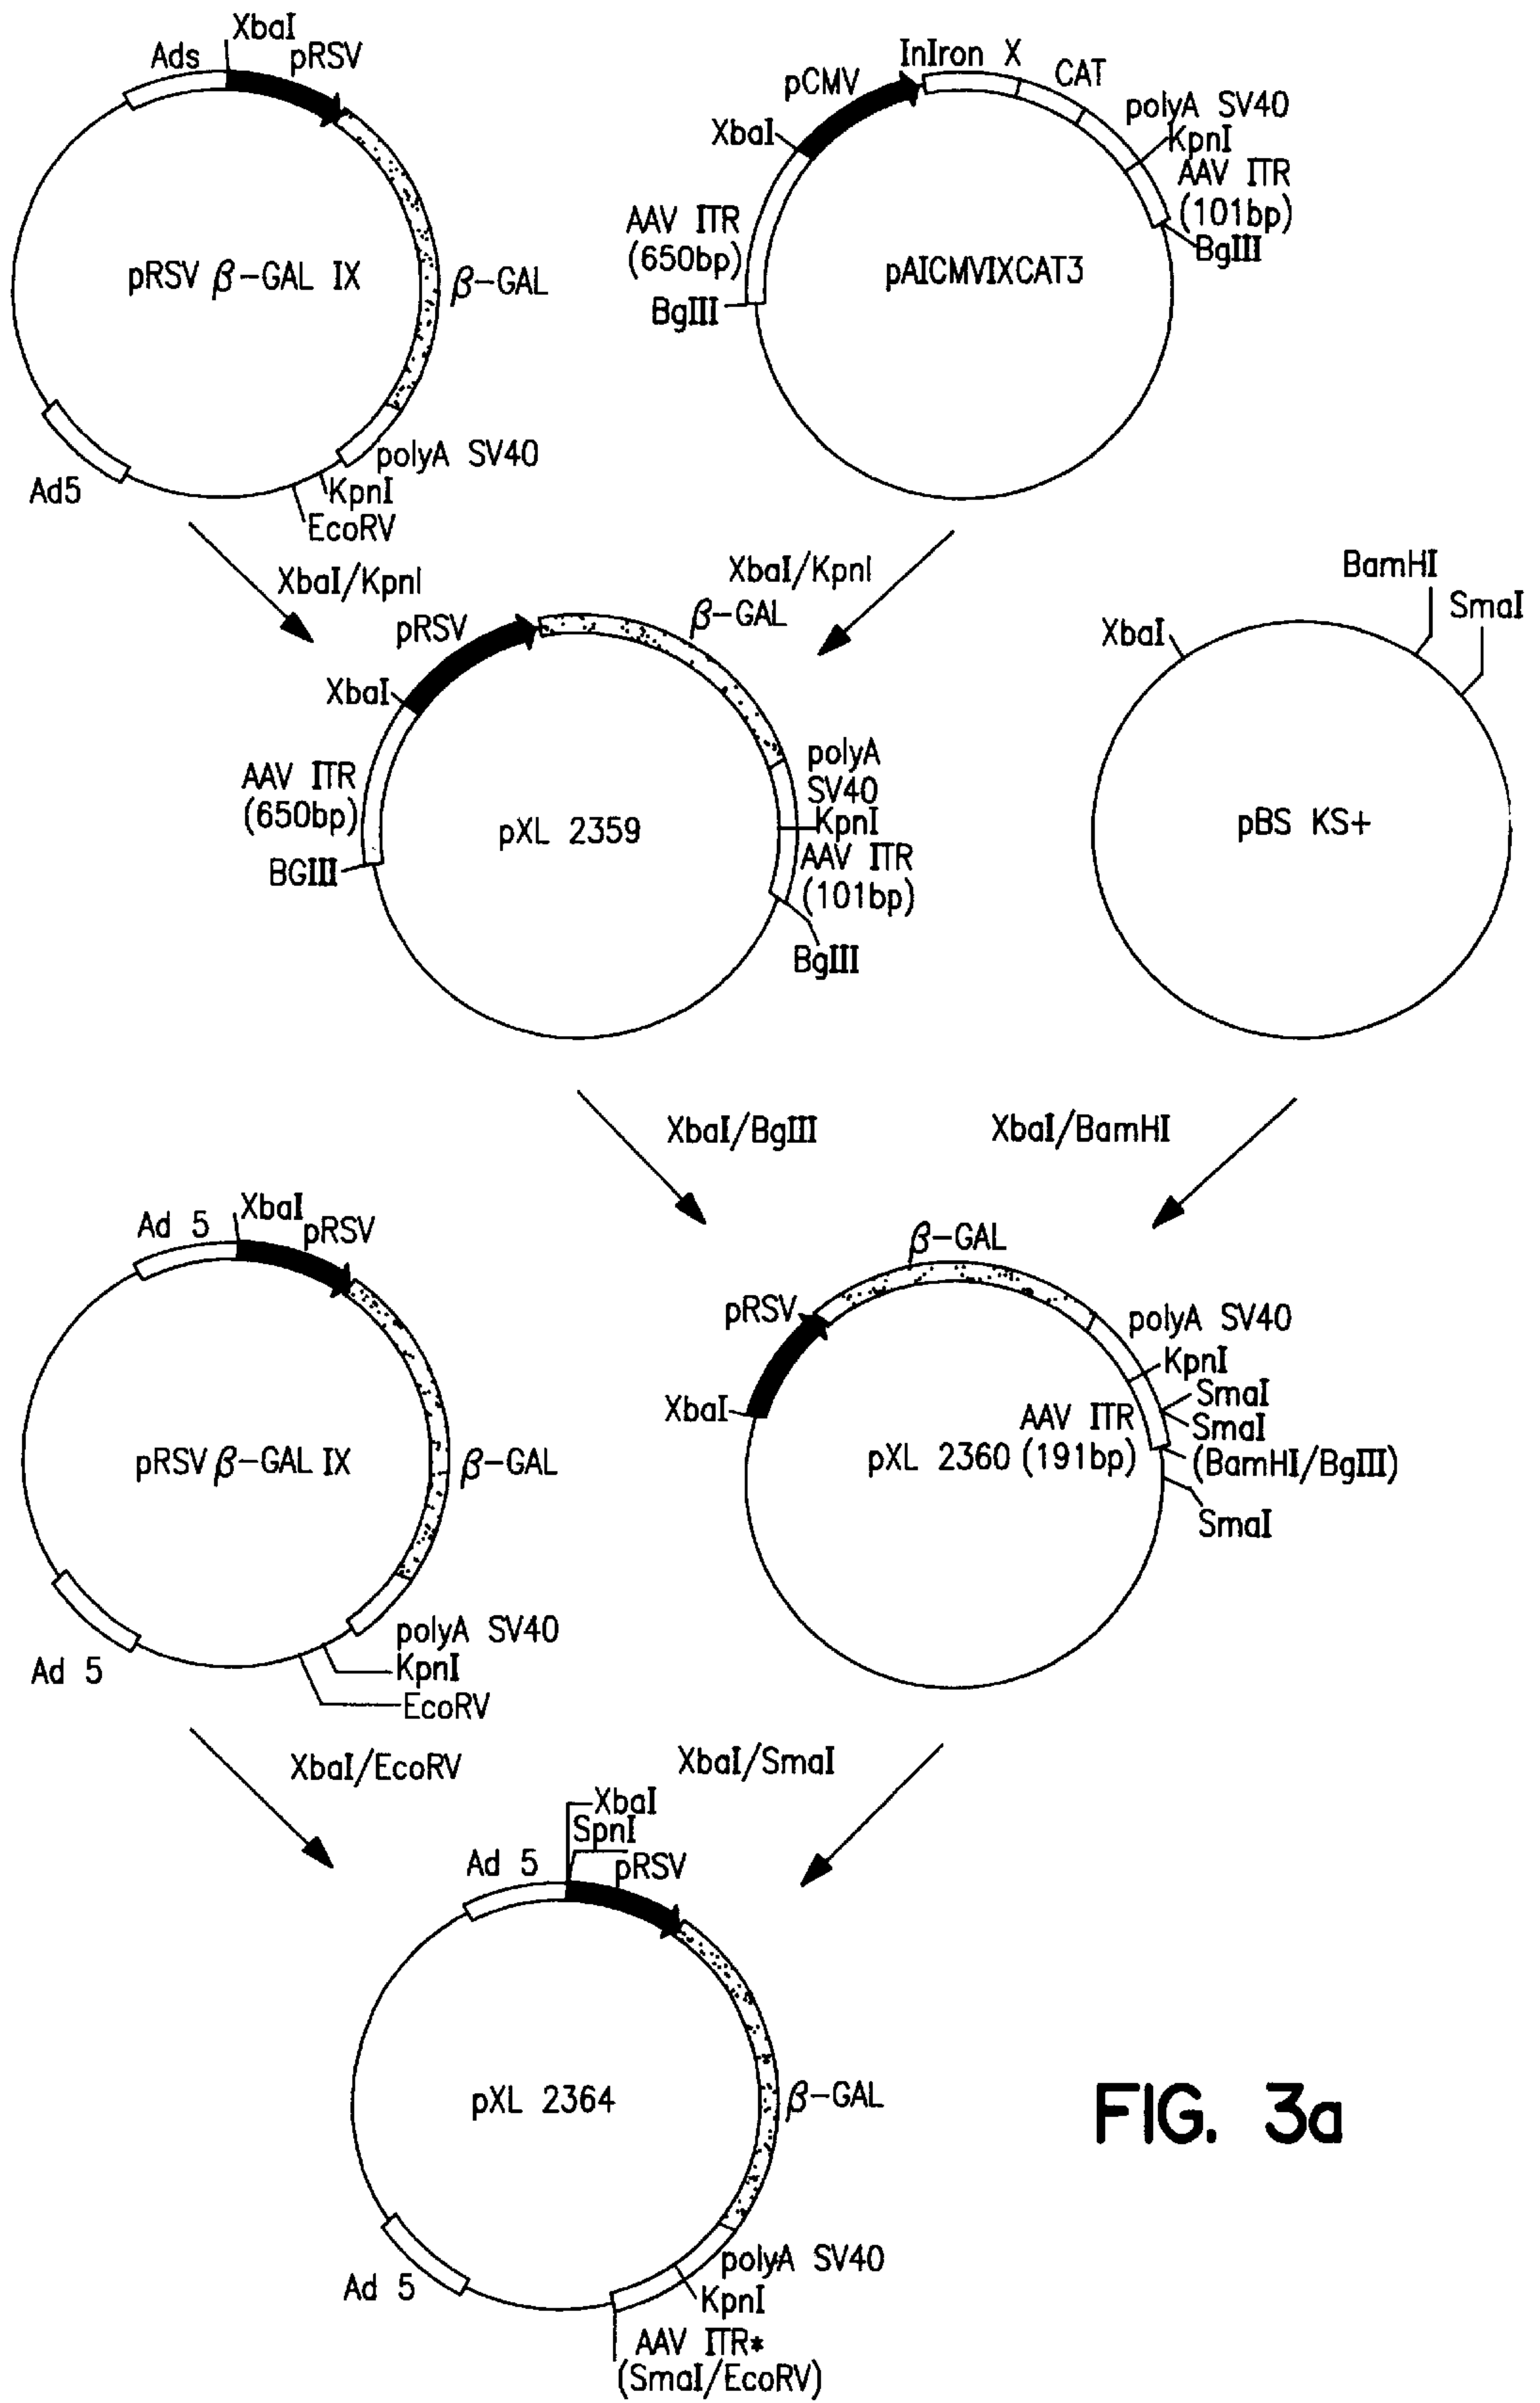 XbaI
Ads
pRSV
pRSV β-GAL IX
β-GAL
polyA SV40
Ad5
KpnI
EcoRV
InIron X
pCMV
CAT
polyA SV40
XbaI
KpnI
AAV ITR
(101bp)
AAV ITR
(650bp)
BgIII
pAICMVIXCAT3
BgIII
XbaI/KpnI
XbaI/KpnI
pRSV
β-GAL
XbaI
polyA
SV40
KpnI
AAV ITR
(650bp)
pXL 2359
AAV ITR
(101bp)
BGIII
BgIII
BamHI
SmaI
XbaI
pBS KS+
XbaI/BgIII
XbaI/BamHI
XbaI
Ad 5
pRSV
pRSV β-GAL IX
β-GAL
polyA SV40
KpnI
EcoRV
Ad 5
β-GAL
pRSV
polyA SV40
KpnI
XbaI
SmaI
SmaI
AAV ITR
pXL 2360 (191bp)
(BamHI/BgIII)
SmaI
XbaI/EcoRV
XbaI/SmaI
XbaI
SpnI
Ad 5
pRSV
pXL 2364
β-GAL
polyA SV40
Ad 5
KpnI
AAV ITR*
(SmaI/EcoRV)
FIG. 3a